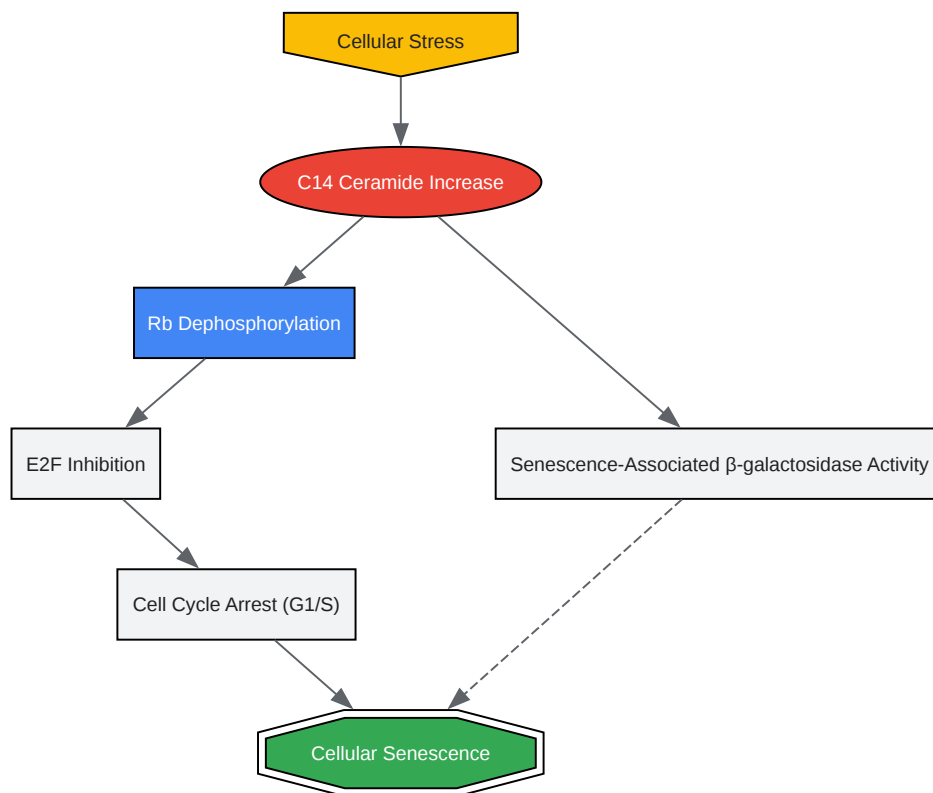 Cellular Stress
C14 Ceramide Increase
Rb Dephosphorylation
E2F Inhibition
Senescence-Associated β-galactosidase Activity
Cell Cycle Arrest (G1/S)
Cellular Senescence